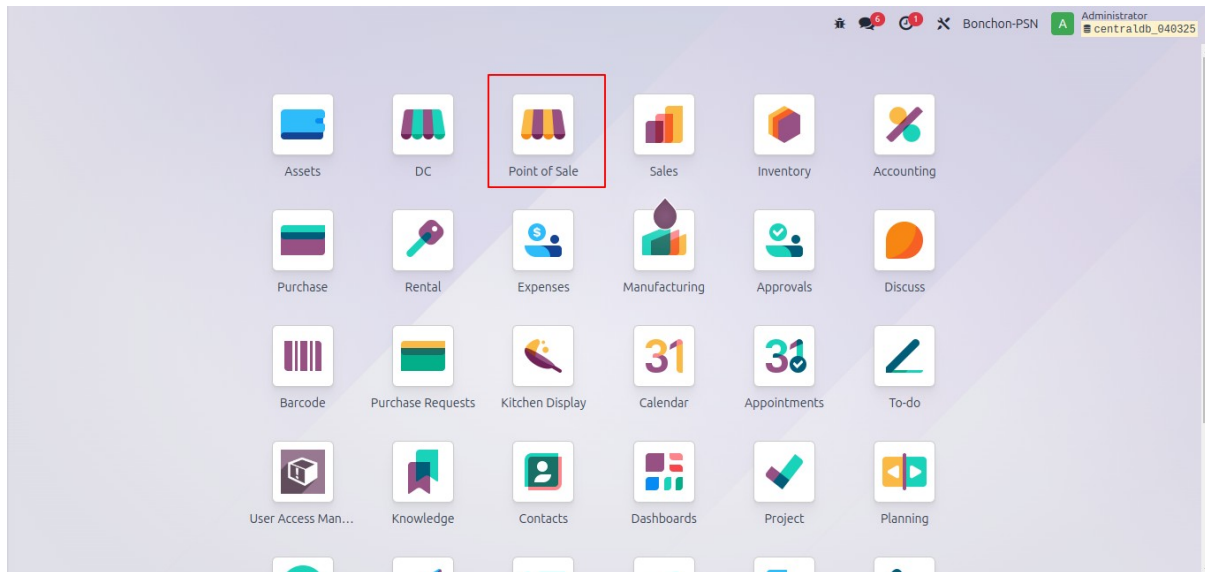 6 1 Bonchon-PSN A Administrator
centraldb_040325
Assets DC Point of Sale Sales Inventory Accounting
$
Purchase Rental Expenses Manufacturing Approvals Discuss
31 31
Barcode Purchase Requests Kitchen Display Calendar Appointments To-do
User Access Man... Knowledge Contacts Dashboards Project Planning